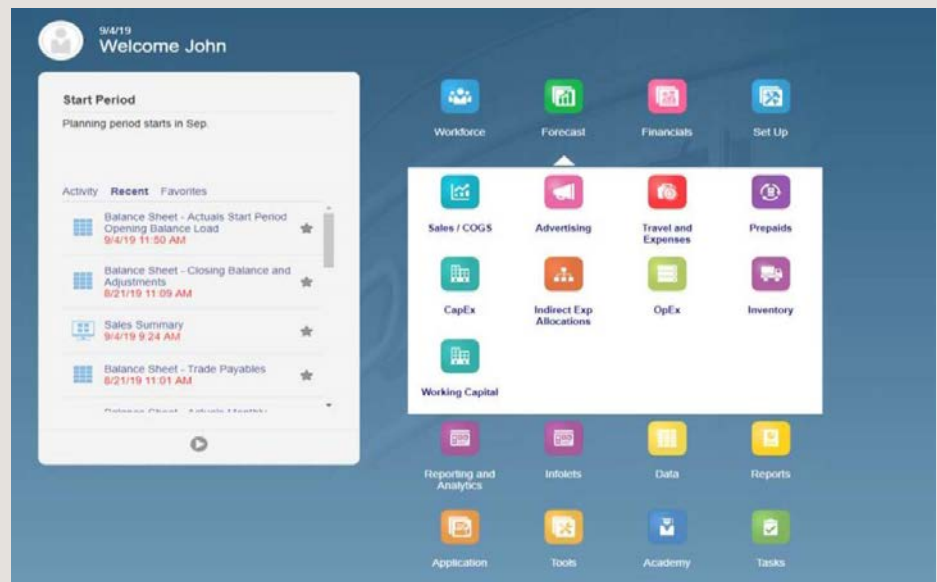 9/4/19
Welcome John
Start Period
Planning period starts in Sep.
Activity Recent Favorites
Balance Sheet - Actuals Start Period
Opening Balance Load
9/4/19 11:50 AM
Balance Sheet - Closing Balance and
Adjustments
8/21/19 11:09 AM
Sales Summary
9/4/19 9:24 AM
Balance Sheet - Trade Payables
8/21/19 11:01 AM
Balance Sheet - Actuals Monthly
Workforce Forecast Financials Set Up
Sales / COGS Advertising Travel and Prepaids
Expenses
CapEx Indirect Exp OpEx Inventory
Allocations
Working Capital
Reporting and Infolets Data Reports
Analytics
Application Tools Academy Tasks